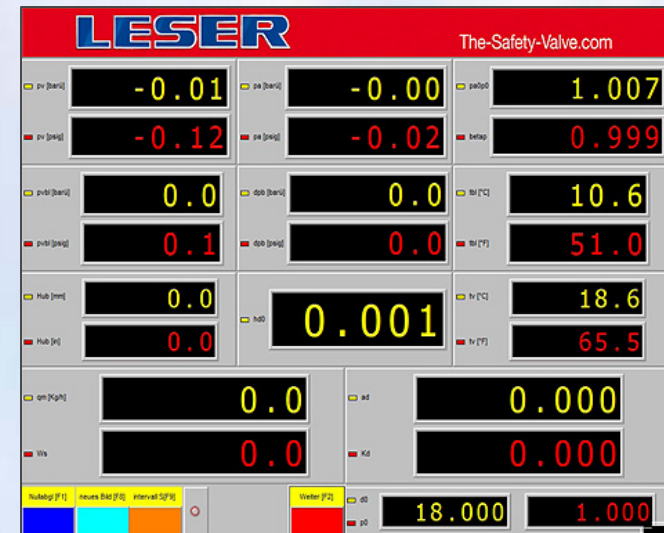 LESER
The-Safety-Valve.com
pv [barü] -0.01 pa [barü] -0.00 pa0p0 1.007
pv [psig] -0.12 pa [psig] -0.02 betap 0.999
pvbl [barü] 0.0 dpb [barü] 0.0 tbl [°C] 10.6
pvbl [psig] 0.1 dpb [psig] 0.0 tbl [°F] 51.0
Hub [mm] 0.0 hd0 0.001 tv [°C] 18.6
Hub [in] 0.0 tv [°F] 65.5
qm [Kg/h] 0.0 ad 0.000
Ws 0.0 Kd 0.000
Nullabgl [F1] neues Bild [F8] intervall S[F9] Weiter [F2] d0 18.000 1.000
p0